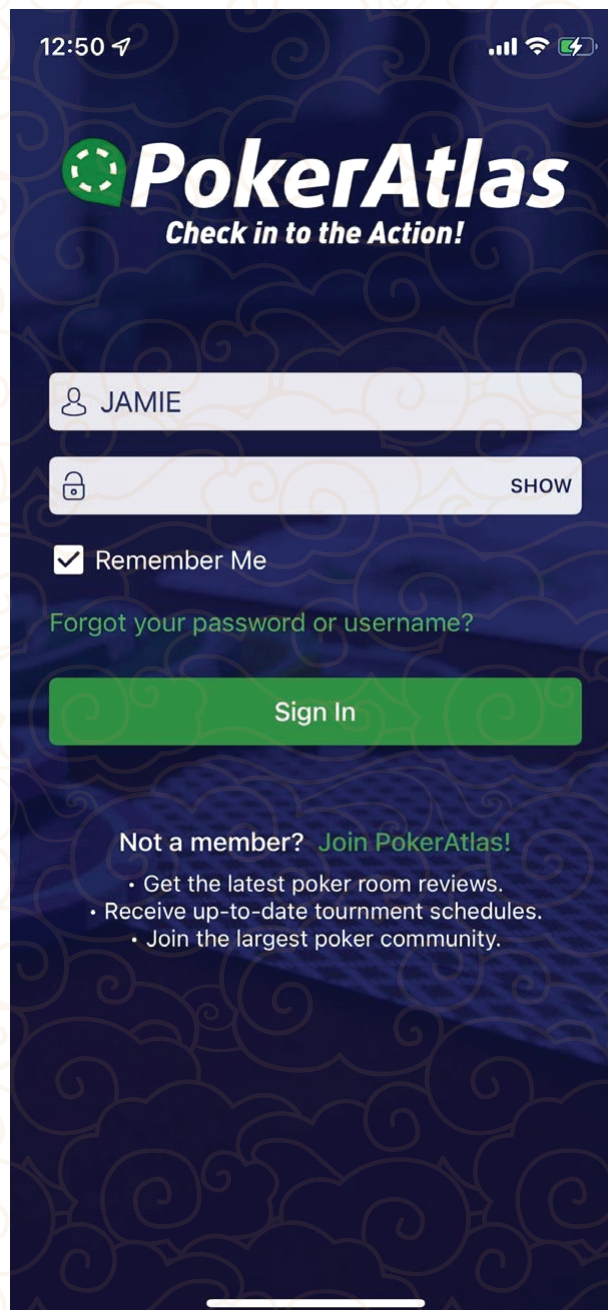 12:50
PokerAtlas
Check in to the Action!
JAMIE
SHOW
Remember Me
Forgot your password or username?
Sign In
Not a member? Join PokerAtlas!
• Get the latest poker room reviews.
• Receive up-to-date tournment schedules.
• Join the largest poker community.